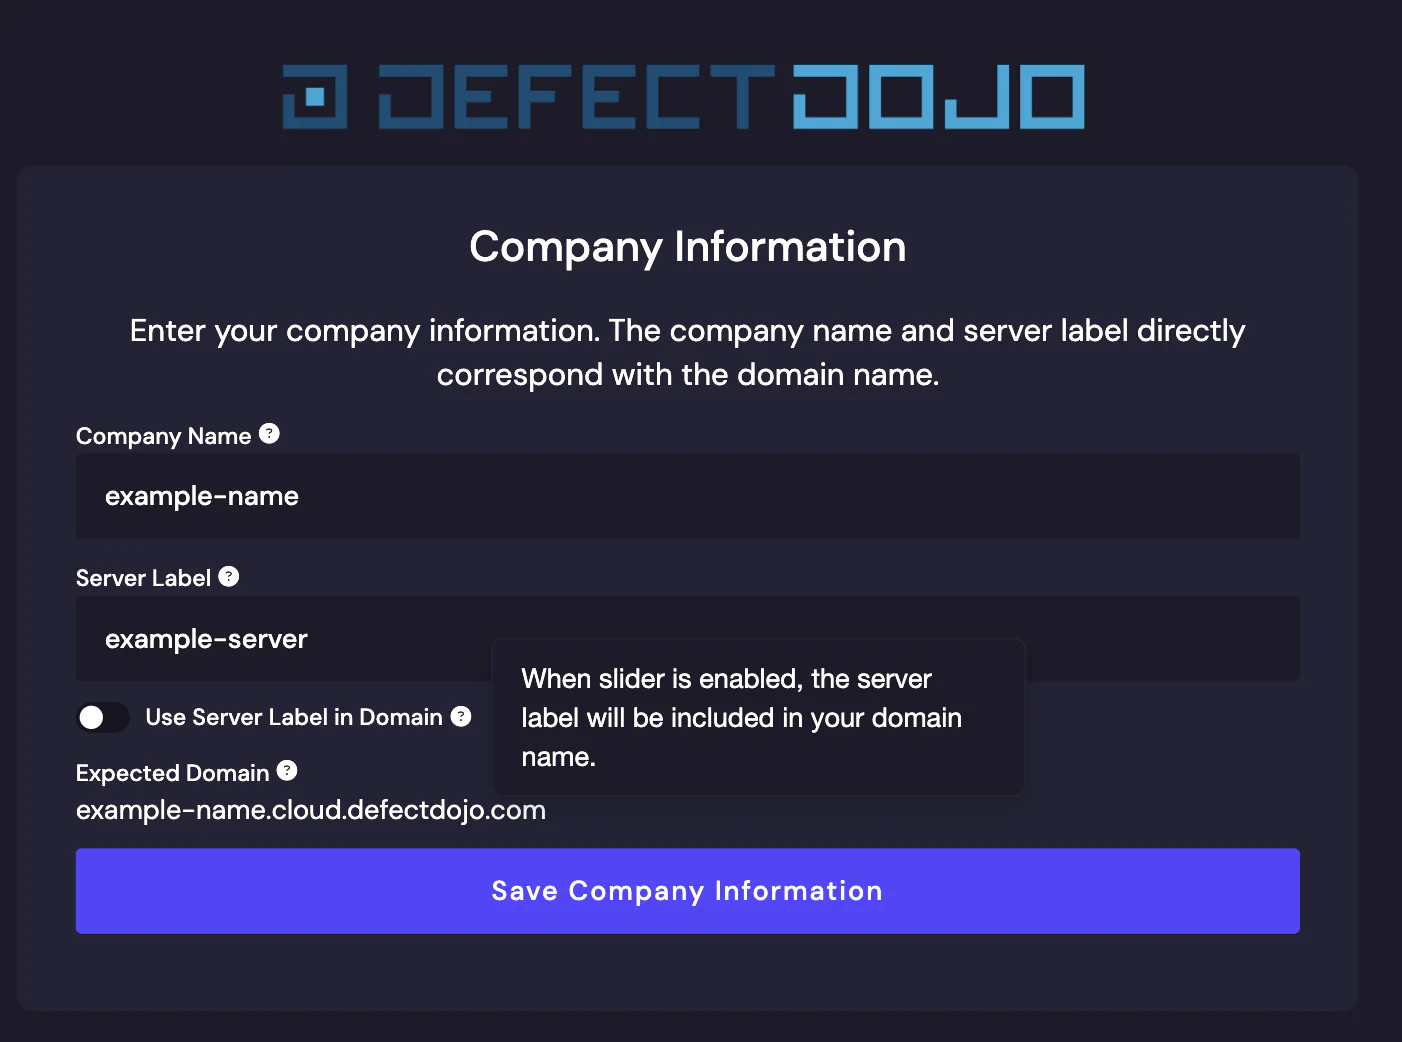 DEFECTDOJO
Company Information
Enter your company information. The company name and server label directly
correspond with the domain name.
Company Name ?
example-name
Server Label ?
example-server
When slider is enabled, the server
label will be included in your domain
name.
Use Server Label in Domain ?
Expected Domain ?
example-name.cloud.defectdojo.com
Save Company Information